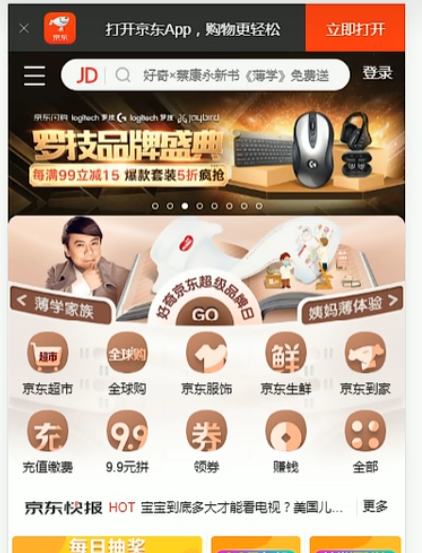 京东
打开京东App，购物更轻松
立即打开
JD
好奇×蔡康永新书《薄学》免费送
登录
京东闪购 logitech 罗技 G logitech 罗技 jaybird
罗技品牌盛典
每满99立减15 爆款套装5折疯抢
好奇京东超级品牌日
薄学家族
GO
姨妈薄体验
超市
全球购
鲜
京东超市
全球购
京东服饰
京东生鲜
京东到家
充
9.9
券
充值缴费
9.9元拼
领券
赚钱
全部
京东快报
HOT
宝宝到底多大才能看电视？美国儿...
更多
每日抽奖